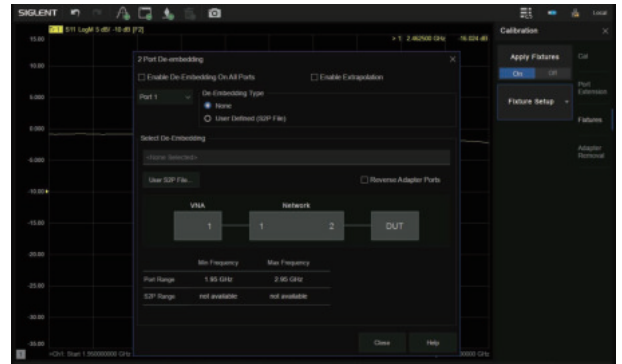 SIGLENT
Local
Tr1 S11 LogM 5 dB/ -10 dB [F2]
> 1: 2.462500 GHz -16.024 dB
Calibration
Apply Fixtures
On Off
Fixture Setup
Cal
Port Extension
Fixtures
Adapter Removal
2 Port De-embedding
Enable De-Embedding On All Ports
Enable Extrapolation
Port 1
De-Embedding Type
None
User Defined (S2P File)
Select De-Embedding
<None Selected>
User S2P File...
Reverse Adapter Ports
VNA
Network
1
1
2
DUT
Min Frequency Max Frequency
Port Range 1.95 GHz 2.95 GHz
S2P Range not available not available
Close Help
15.00
10.00
5.000
0.000
-5.000
-10.00
-15.00
-20.00
-25.00
-30.00
-35.00
1
>Ch1: Start 1.950000000 GHz